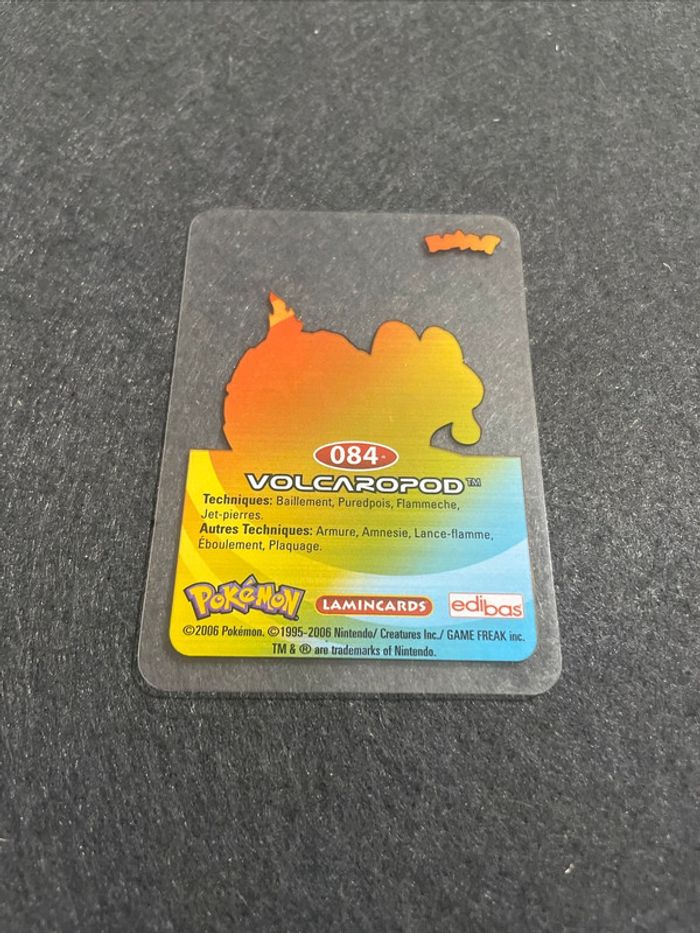 084
VOLCAROPOD™
Techniques: Baillement, Puredpois, Flammeche,
Jet-pierres.
Autres Techniques: Armure, Amnesie, Lance-flamme,
Éboulement, Plaquage.
POKéMON LAMINCARDS edibas
©2006 Pokémon. ©1995-2006 Nintendo/ Creatures Inc./ GAME FREAK inc.
TM & ® are trademarks of Nintendo.